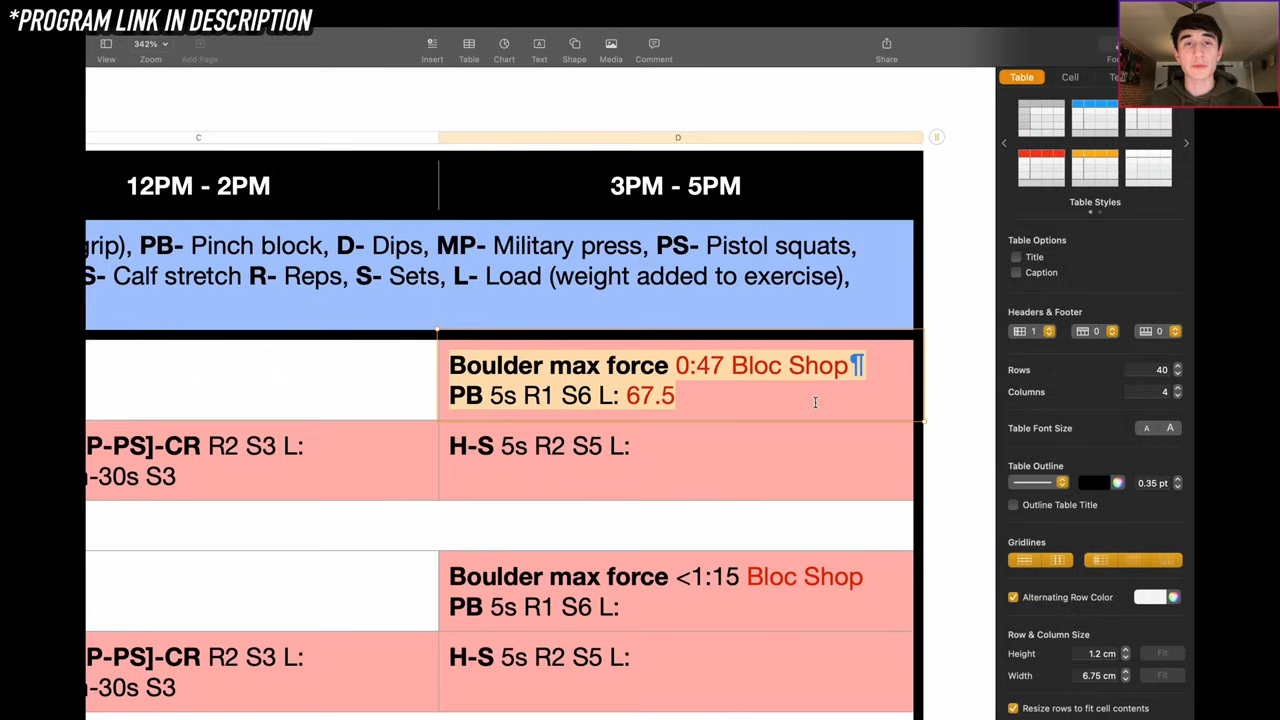 *PROGRAM LINK IN DESCRIPTION
342%
View
Zoom
Add Page
Insert
Table
Chart
Text
Shape
Media
Comment
Share
Table
Cell
C
D
12PM - 2PM
3PM - 5PM
grip), PB- Pinch block, D- Dips, MP- Military press, PS- Pistol squats,
S- Calf stretch R- Reps, S- Sets, L- Load (weight added to exercise),
Boulder max force 0:47 Bloc Shop¶
PB 5s R1 S6 L: 67.5
P-PS]-CR R2 S3 L:
-30s S3
H-S 5s R2 S5 L:
Boulder max force <1:15 Bloc Shop
PB 5s R1 S6 L:
P-PS]-CR R2 S3 L:
-30s S3
H-S 5s R2 S5 L:
Table Styles
Table Options
Title
Caption
Headers & Footer
1
0
0
Rows
40
Columns
4
Table Font Size
A
A
Table Outline
0.35 pt
Outline Table Title
Gridlines
Alternating Row Color
Row & Column Size
Height
1.2 cm
Fit
Width
6.75 cm
Fit
Resize rows to fit cell contents